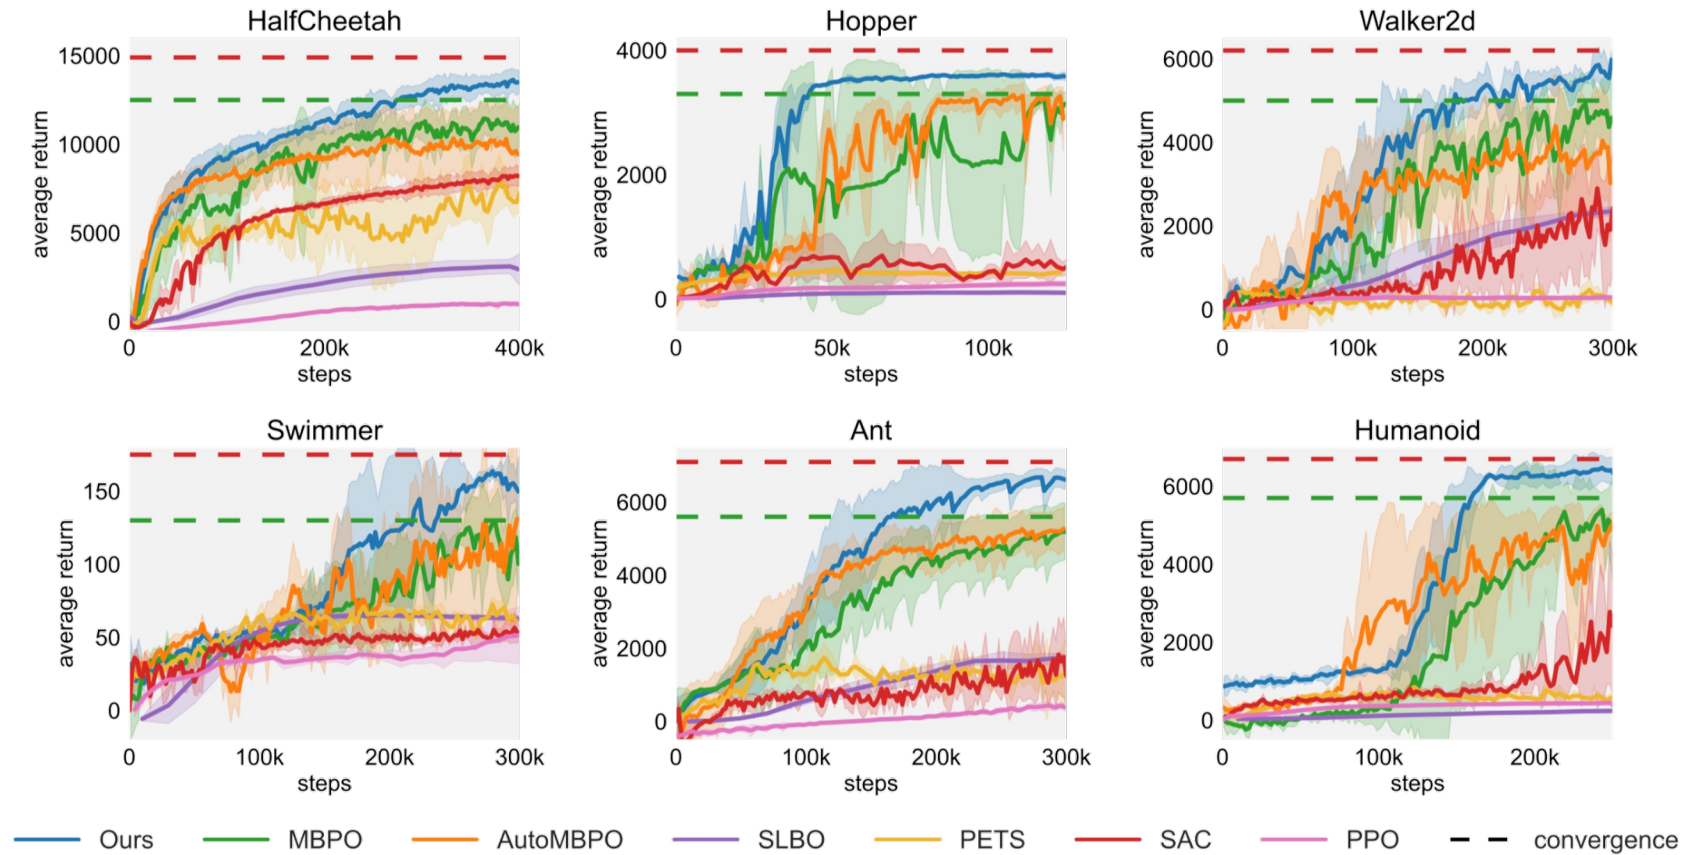 HalfCheetah
15000
10000
5000
0
average return
0 200k 400k
steps
Hopper
4000
2000
0
average return
0 50k 100k
steps
Walker2d
6000
4000
2000
0
average return
0 100k 200k 300k
steps
Swimmer
150
100
50
0
average return
0 100k 200k 300k
steps
Ant
6000
4000
2000
0
average return
0 100k 200k 300k
steps
Humanoid
6000
4000
2000
0
average return
0 100k 200k
steps
Ours MBPO AutoMBPO SLBO PETS SAC PPO convergence